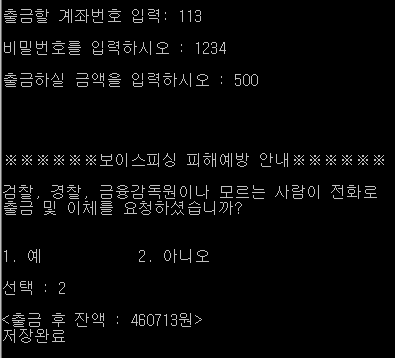 출금할 계좌번호 입력: 113
비밀번호를 입력하시오 : 1234
출금하실 금액을 입력하시오 : 500
※※※※※※보이스피싱 피해예방 안내※※※※※※
검찰, 경찰, 금융감독원이나 모르는 사람이 전화로
출금 및 이체를 요청하셨습니까?
1. 예 2. 아니오
선택 : 2
<출금 후 잔액 : 460713원>
저장완료